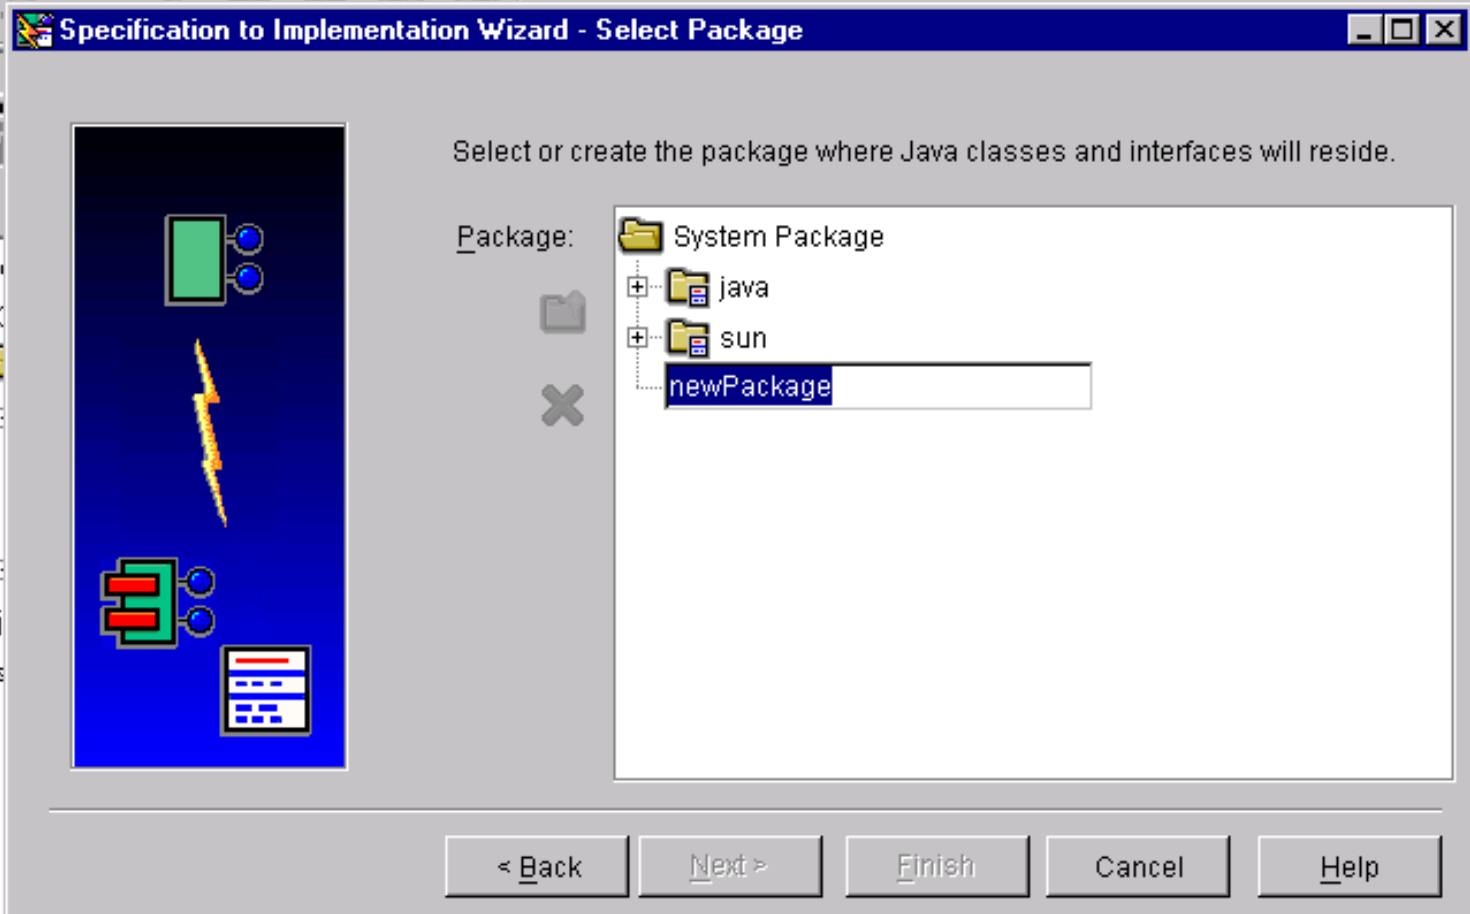 Specification to Implementation Wizard - Select Package
Select or create the package where Java classes and interfaces will reside.
Package:
System Package
java
sun
newPackage
< Back
Next >
Finish
Cancel
Help